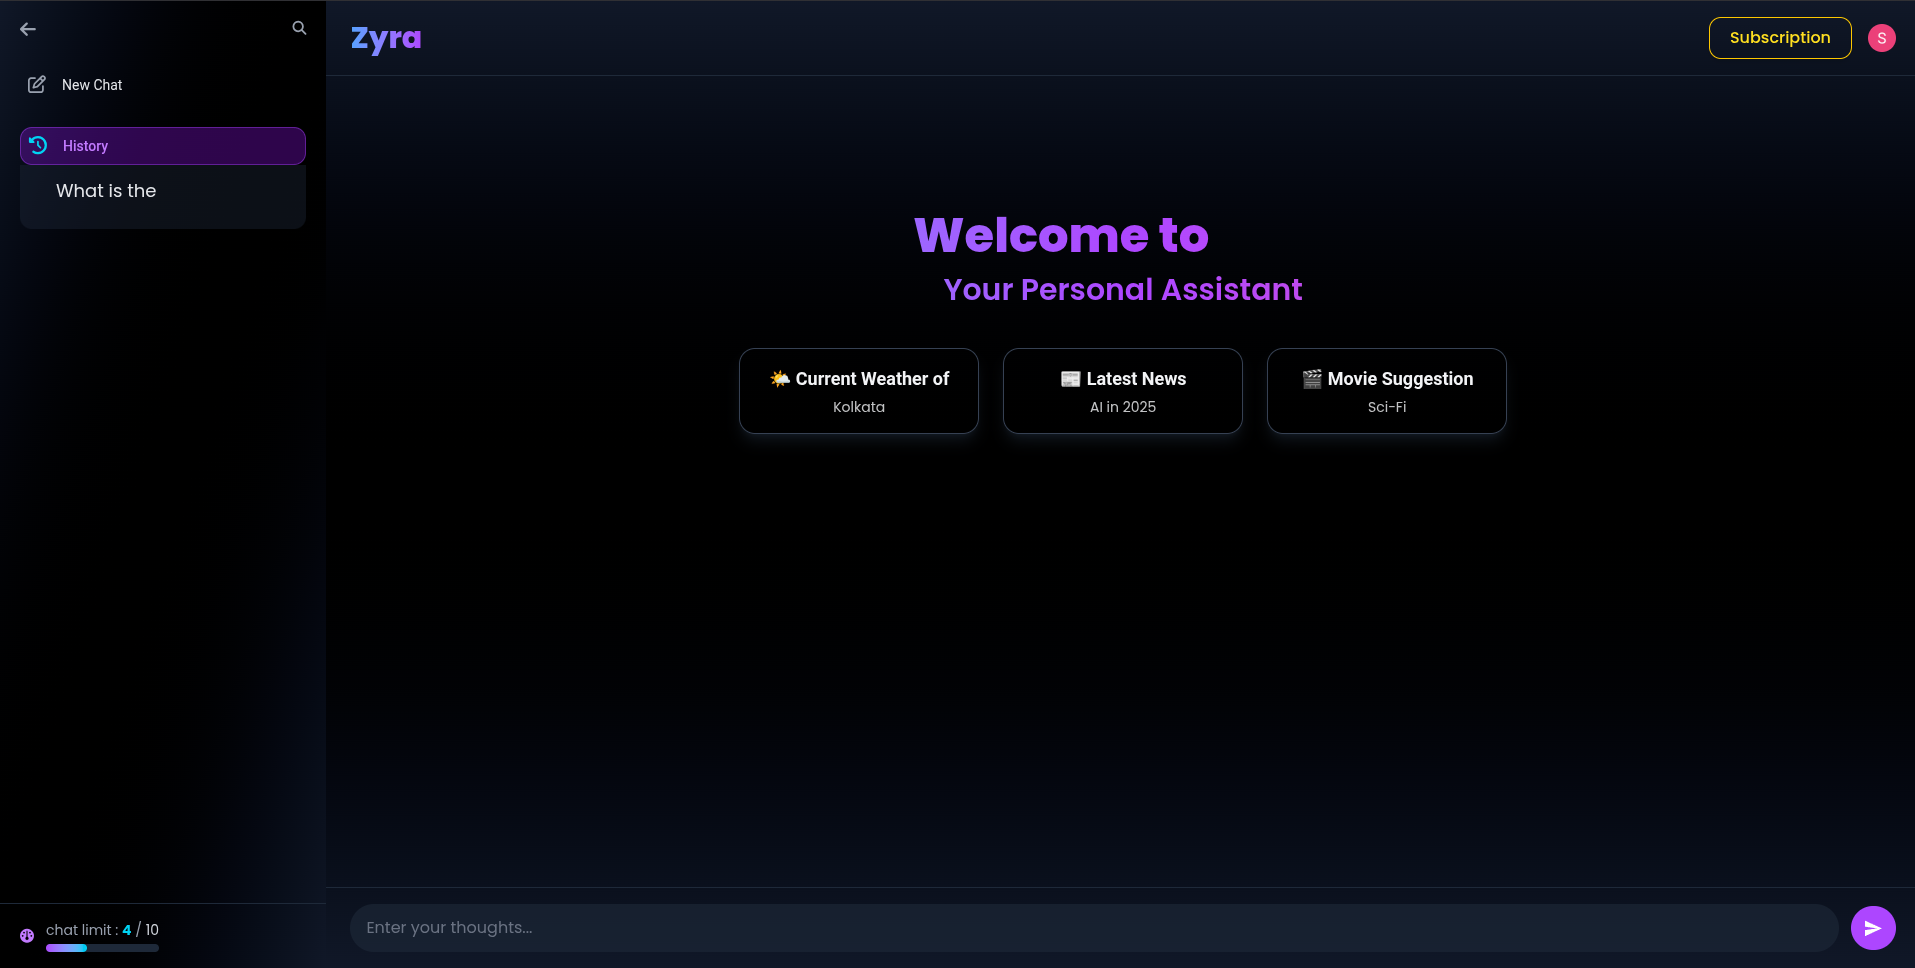 New Chat
History
What is the
chat limit : 4 / 10
Zyra
Subscription
S
Welcome to
Your Personal Assistant
🌤️ Current Weather of
Kolkata
📰 Latest News
AI in 2025
🎬 Movie Suggestion
Sci-Fi
Enter your thoughts...